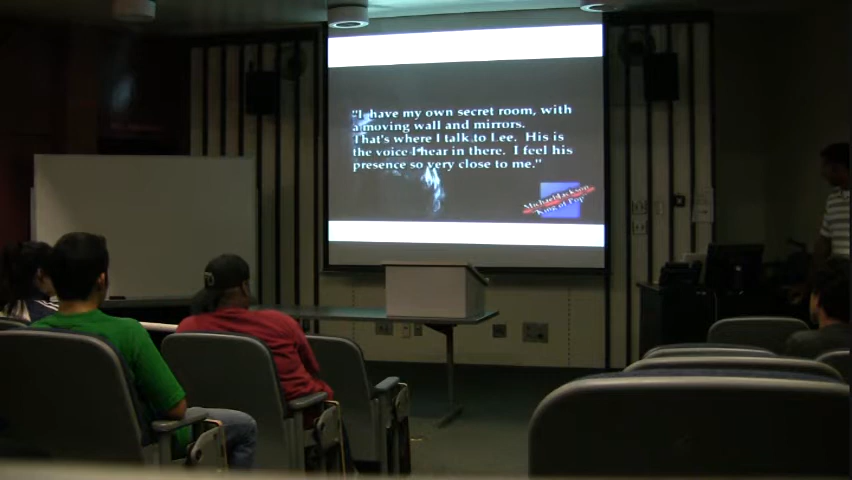 "I have my own secret room, with
a moving wall and mirrors.
That's where I talk to Lee. His is
the voice I hear in there. I feel his
presence so very close to me."
Michael Jackson
King of Pop